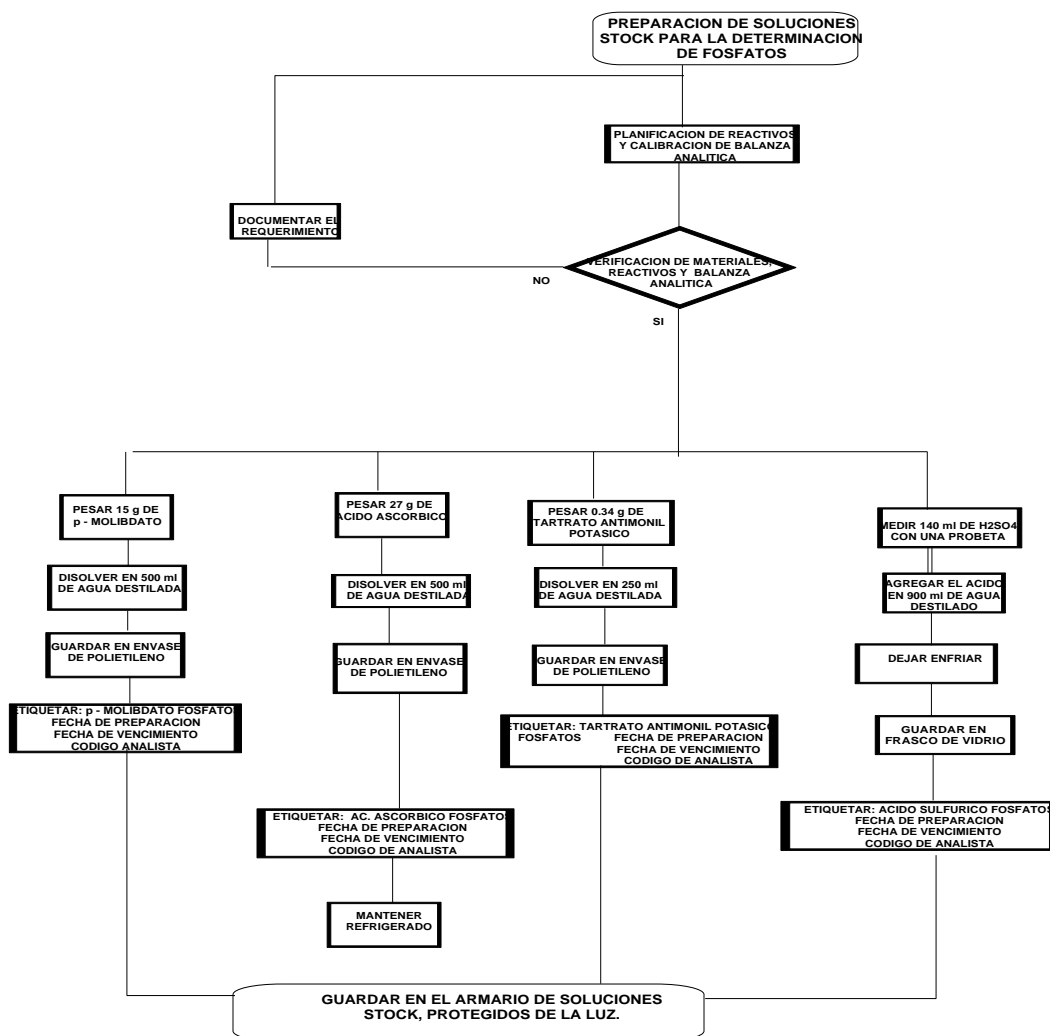 PREPARACION DE SOLUCIONES
STOCK PARA LA DETERMINACION
DE FOSFATOS
PLANIFICACION DE REACTIVOS
Y CALIBRACION DE BALANZA
ANALITICA
DOCUMENTAR EL
REQUERIMIENTO
VERIFICACION DE MATERIALES,
REACTIVOS Y BALANZA
ANALITICA
NO
SI
PESAR 15 g DE
p - MOLIBDATO
DISOLVER EN 500 ml
DE AGUA DESTILADA
GUARDAR EN ENVASE
DE POLIETILENO
ETIQUETAR: p - MOLIBDATO FOSFATOS
FECHA DE PREPARACION
FECHA DE VENCIMIENTO
CODIGO ANALISTA
PESAR 27 g DE
ACIDO ASCORBICO
DISOLVER EN 500 ml
DE AGUA DESTILADA
GUARDAR EN ENVASE
DE POLIETILENO
ETIQUETAR: AC. ASCORBICO FOSFATOS
FECHA DE PREPARACION
FECHA DE VENCIMIENTO
CODIGO DE ANALISTA
MANTENER
REFRIGERADO
PESAR 0.34 g DE
TARTRATO ANTIMONIL
POTASICO
DISOLVER EN 250 ml
DE AGUA DESTILADA
GUARDAR EN ENVASE
DE POLIETILENO
ETIQUETAR: TARTRATO ANTIMONIL POTASICO
FOSFATOS FECHA DE PREPARACION
FECHA DE VENCIMIENTO
CODIGO DE ANALISTA
MEDIR 140 ml DE H2SO4
CON UNA PROBETA
AGREGAR EL ACIDO
EN 900 ml DE AGUA
DESTILADO
DEJAR ENFRIAR
GUARDAR EN
FRASCO DE VIDRIO
ETIQUETAR: ACIDO SULFURICO FOSFATOS
FECHA DE PREPARACION
FECHA DE VENCIMIENTO
CODIGO DE ANALISTA
GUARDAR EN EL ARMARIO DE SOLUCIONES
STOCK, PROTEGIDOS DE LA LUZ.